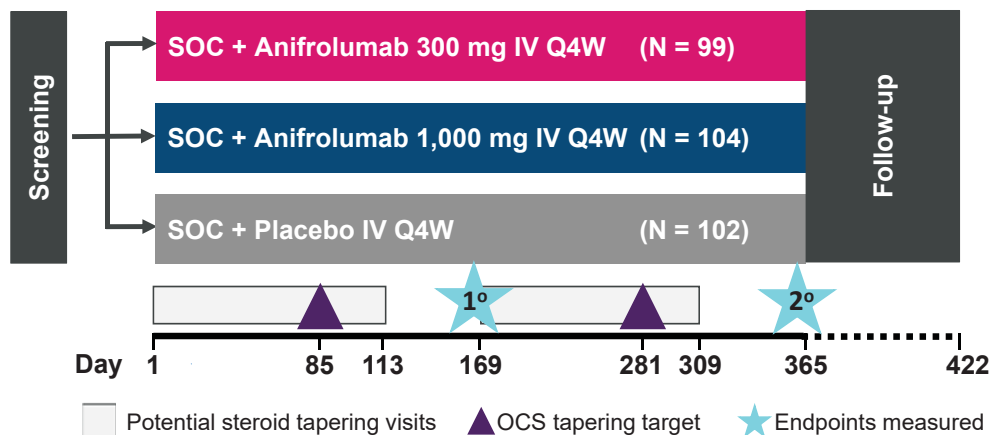 Screening
SOC + Anifrolumab 300 mg IV Q4W (N = 99)
SOC + Anifrolumab 1,000 mg IV Q4W (N = 104)
SOC + Placebo IV Q4W (N = 102)
Follow-up
1º 2º
Day 1 85 113 169 281 309 365 422
Potential steroid tapering visits OCS tapering target Endpoints measured